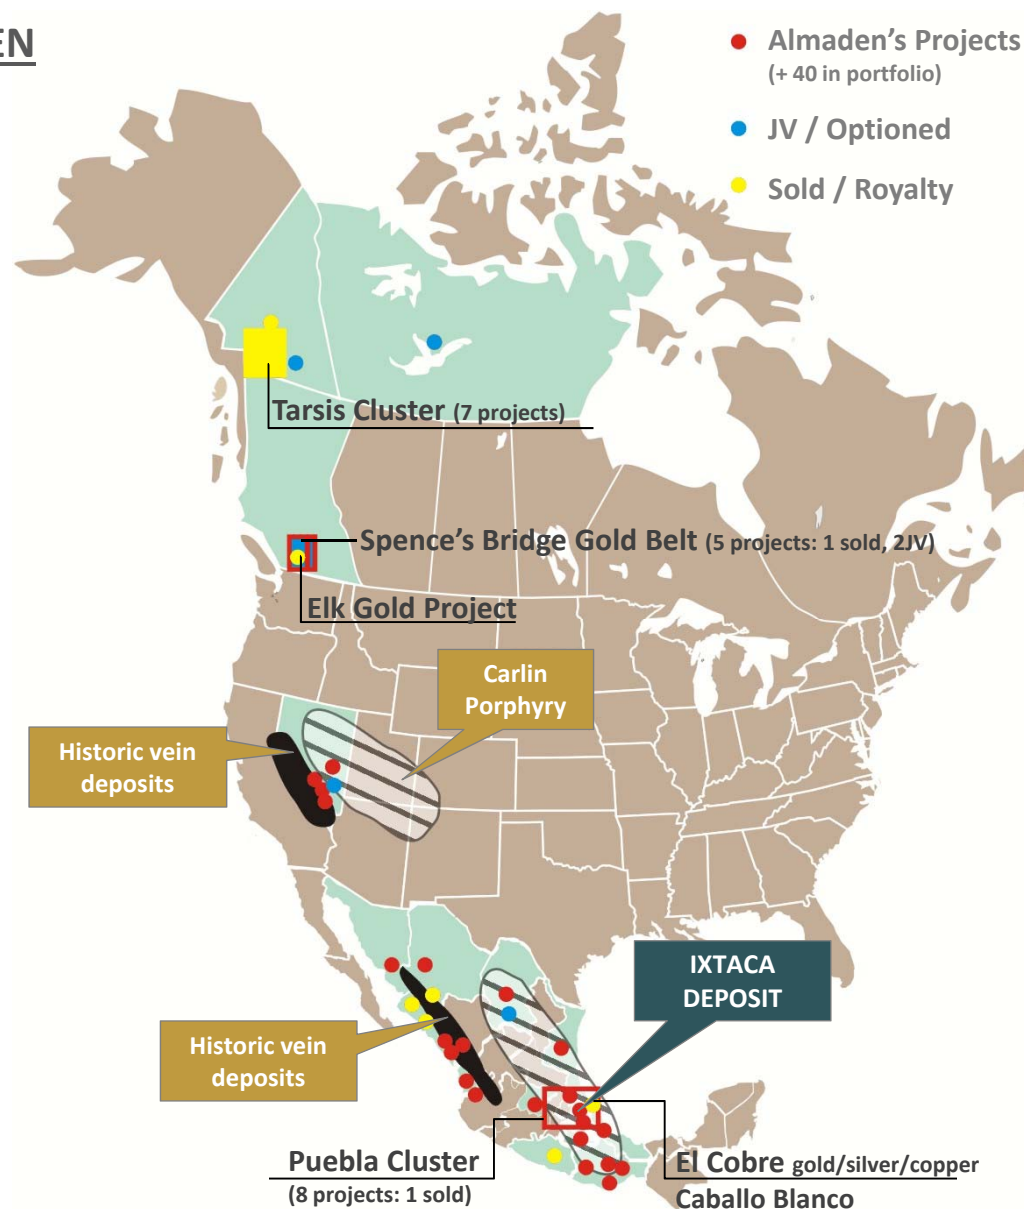 EN
Almaden's Projects
(+ 40 in portfolio)
JV / Optioned
Sold / Royalty
Tarsis Cluster (7 projects)
Spence's Bridge Gold Belt (5 projects: 1 sold, 2JV)
Elk Gold Project
Carlin
Porphyry
Historic vein
deposits
IXTACA
DEPOSIT
Historic vein
deposits
Puebla Cluster
(8 projects: 1 sold)
El Cobre gold/silver/copper
Caballo Blanco